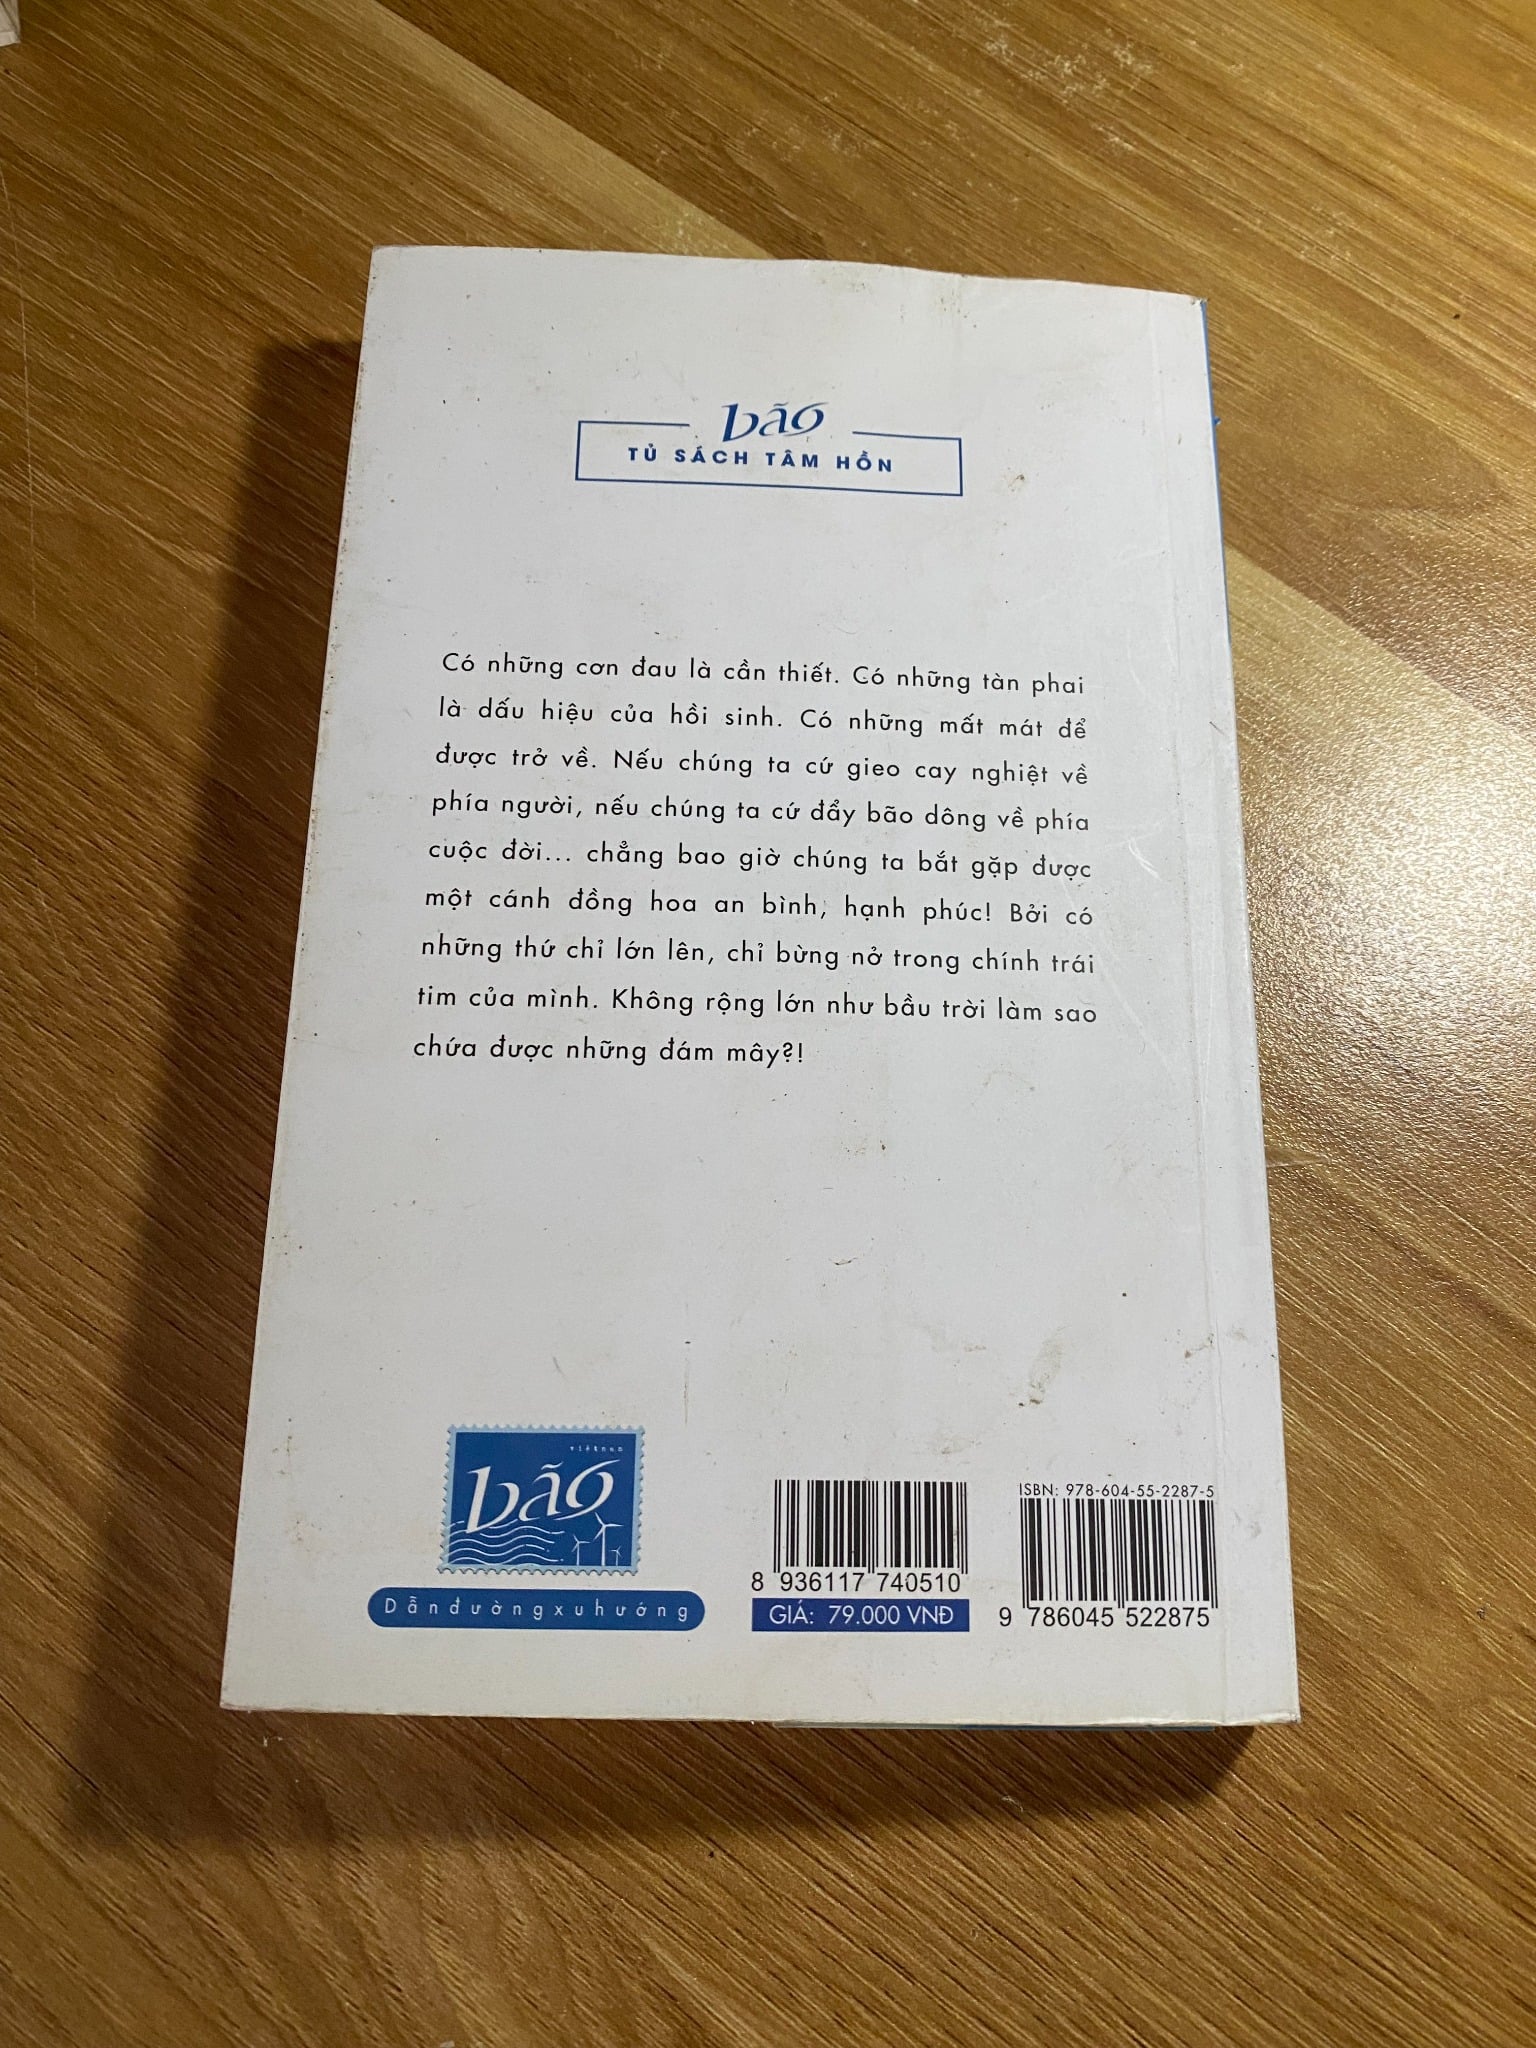 bão
TỦ SÁCH TÂM HỒN
Có những cơn đau là cần thiết. Có những tàn phai
là dấu hiệu của hồi sinh. Có những mất mát để
được trở về. Nếu chúng ta cứ gieo cay nghiệt về
phía người, nếu chúng ta cứ đẩy bão dông về phía
cuộc đời... chẳng bao giờ chúng ta bắt gặp được
một cánh đồng hoa an bình, hạnh phúc! Bởi có
những thứ chỉ lớn lên, chỉ bừng nở trong chính trái
tim của mình. Không rộng lớn như bầu trời làm sao
chứa được những đám mây?!
việtnam
bão
Dẫnđườngxuhướng
8 936117 740510
GIÁ: 79.000 VNĐ
ISBN: 978-604-55-2287-5
9 786045 522875